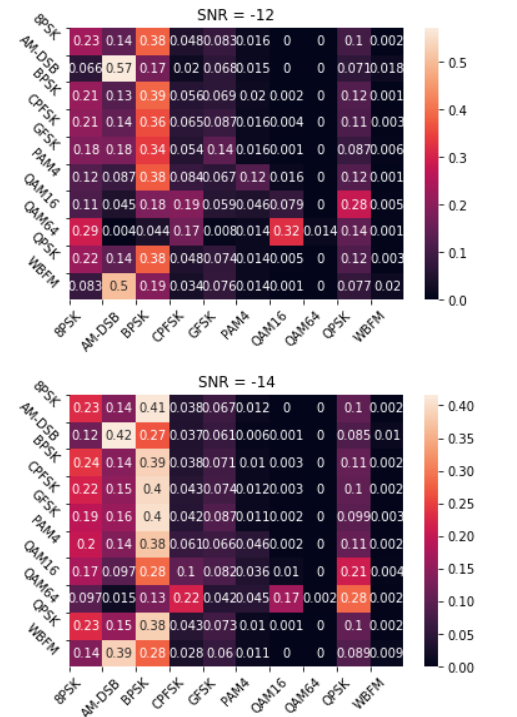 SNR = -12
8PSK 0.23 0.14 0.38 0.048 0.083 0.016 0 0 0.1 0.002
AM-DSB 0.066 0.57 0.17 0.02 0.068 0.015 0 0 0.071 0.018
BPSK 0.21 0.13 0.39 0.056 0.069 0.02 0.002 0 0.12 0.001
CPFSK 0.21 0.14 0.36 0.065 0.087 0.016 0.004 0 0.11 0.003
GFSK 0.18 0.18 0.34 0.054 0.14 0.016 0.001 0 0.087 0.006
PAM4 0.12 0.087 0.38 0.084 0.067 0.12 0.016 0 0.12 0.001
QAM16 0.11 0.045 0.18 0.19 0.059 0.046 0.079 0 0.28 0.005
QAM64 0.29 0.004 0.044 0.17 0.008 0.014 0.32 0.014 0.14 0.001
QPSK 0.22 0.14 0.38 0.048 0.074 0.014 0.005 0 0.12 0.003
WBFM 0.083 0.5 0.19 0.034 0.076 0.014 0.001 0 0.077 0.02
8PSK AM-DSB BPSK CPFSK GFSK PAM4 QAM16 QAM64 QPSK WBFM
0.5
0.4
0.3
0.2
0.1
0.0
SNR = -14
8PSK 0.23 0.14 0.41 0.038 0.067 0.012 0 0 0.1 0.002
AM-DSB 0.12 0.42 0.27 0.037 0.061 0.006 0.001 0 0.085 0.01
BPSK 0.24 0.14 0.39 0.038 0.071 0.01 0.003 0 0.11 0.002
CPFSK 0.22 0.15 0.4 0.043 0.074 0.012 0.003 0 0.1 0.002
GFSK 0.19 0.16 0.4 0.042 0.087 0.011 0.002 0 0.099 0.003
PAM4 0.2 0.14 0.38 0.061 0.066 0.046 0.002 0 0.11 0.002
QAM16 0.17 0.097 0.28 0.1 0.082 0.036 0.01 0 0.21 0.004
QAM64 0.097 0.015 0.13 0.22 0.042 0.045 0.17 0.002 0.28 0.002
QPSK 0.23 0.15 0.38 0.043 0.073 0.01 0.001 0 0.1 0.002
WBFM 0.14 0.39 0.28 0.028 0.06 0.011 0 0 0.089 0.009
8PSK AM-DSB BPSK CPFSK GFSK PAM4 QAM16 QAM64 QPSK WBFM
0.40
0.35
0.30
0.25
0.20
0.15
0.10
0.05
0.00